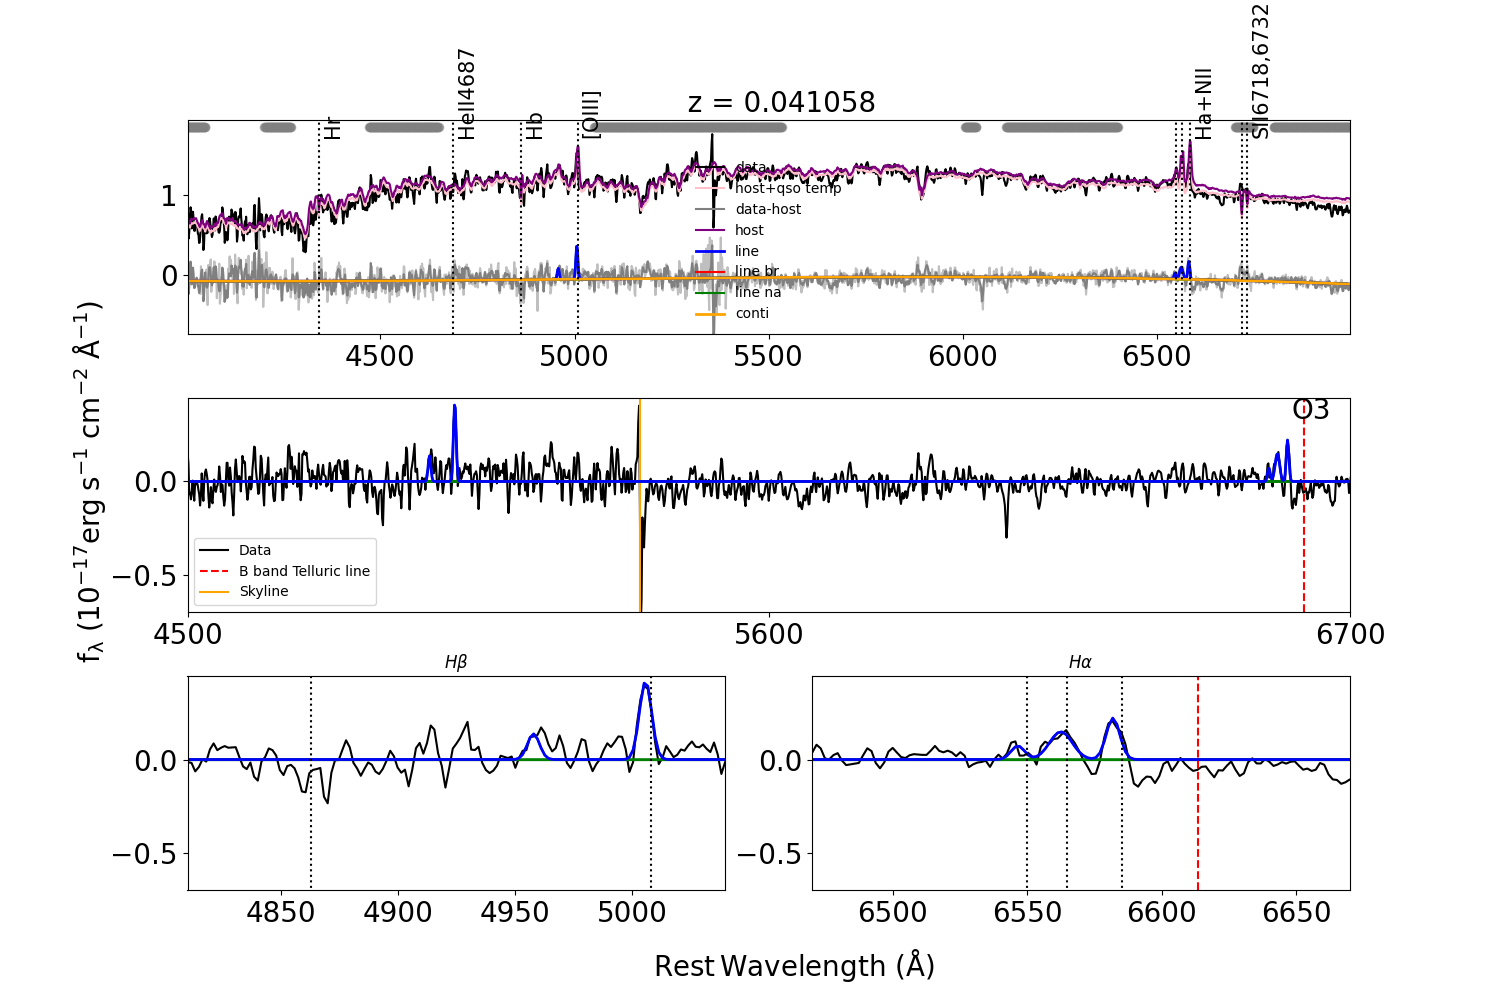 Hr
HeII4687
Hb
[OIII]
Ha+NII
SII6718,6732
z = 0.041058
data
host+qso temp
data-host
host
line
line br
line na
conti
1
0
4500 5000 5500 6000 6500
O3
0.0
−0.5
Data
B band Telluric line
Skyline
4500 5600 6700
fλ (10⁻¹⁷erg s⁻¹ cm⁻² Å⁻¹)
Hβ
0.0
−0.5
4850 4900 4950 5000
Hα
0.0
−0.5
6500 6550 6600 6650
Rest Wavelength (Å)